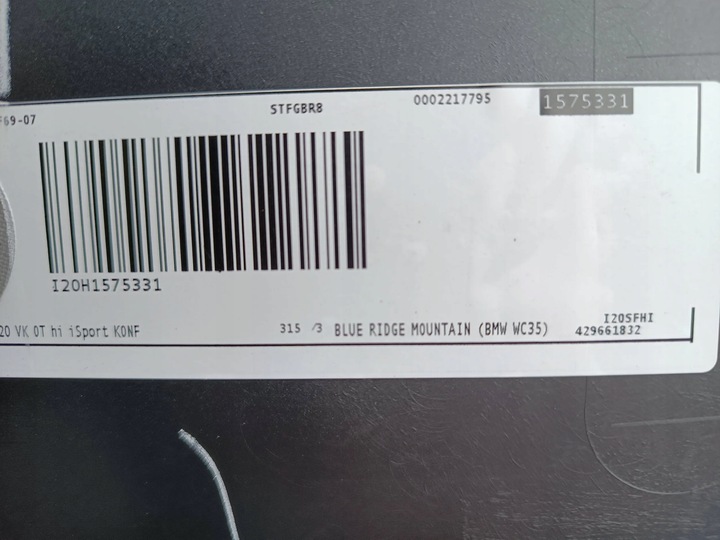 F69-07 STFGBR8 0002217795 1575331
I20H1575331
20 VK OT hi iSport KONF 315 /3 BLUE RIDGE MOUNTAIN (BMW WC35) I20SFHI
429661832